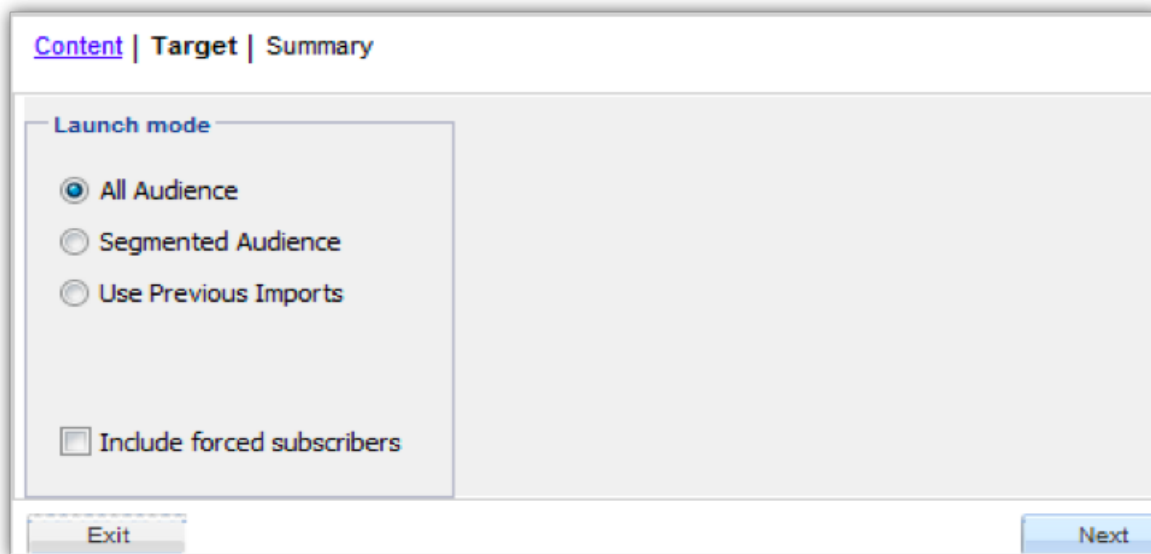 Content | Target | Summary
Launch mode
All Audience
Segmented Audience
Use Previous Imports
Include forced subscribers
Exit Next